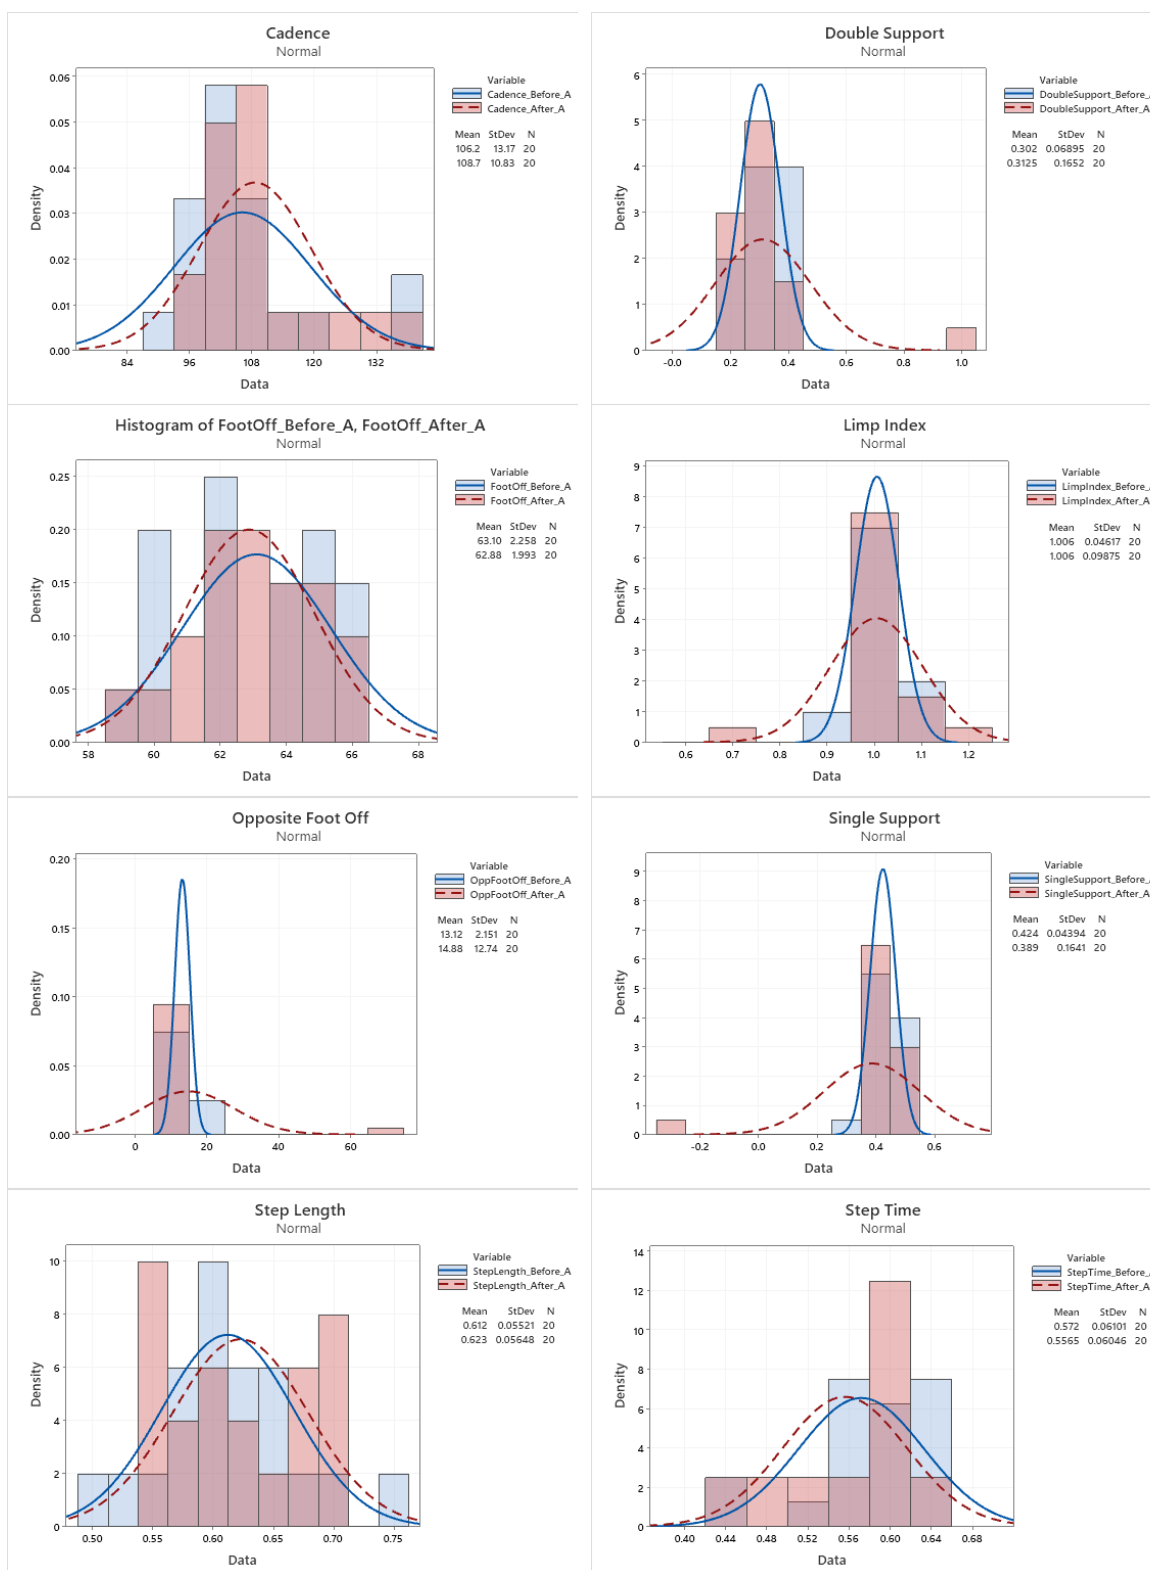 Cadence
Normal
0.06
0.05
0.04
0.03
0.02
0.01
0.00
Density
84 96 108 120 132
Data
Variable
Cadence_Before_A
Cadence_After_A
Mean StDev N
106.2 13.17 20
108.7 10.83 20
Double Support
Normal
6
5
4
3
2
1
0
Density
-0.0 0.2 0.4 0.6 0.8 1.0
Data
Variable
DoubleSupport_Before_
DoubleSupport_After_A
Mean StDev N
0.302 0.06895 20
0.3125 0.1652 20
Histogram of FootOff_Before_A, FootOff_After_A
Normal
0.25
0.20
0.15
0.10
0.05
0.00
Density
58 60 62 64 66 68
Data
Variable
FootOff_Before_A
FootOff_After_A
Mean StDev N
63.10 2.258 20
62.88 1.993 20
Limp Index
Normal
9
8
7
6
5
4
3
2
1
0
Density
0.6 0.7 0.8 0.9 1.0 1.1 1.2
Data
Variable
LimpIndex_Before_
LimpIndex_After_A
Mean StDev N
1.006 0.04617 20
1.006 0.09875 20
Opposite Foot Off
Normal
0.20
0.15
0.10
0.05
0.00
Density
0 20 40 60
Data
Variable
OppFootOff_Before_A
OppFootOff_After_A
Mean StDev N
13.12 2.151 20
14.88 12.74 20
Single Support
Normal
9
8
7
6
5
4
3
2
1
0
Density
-0.2 0.0 0.2 0.4 0.6
Data
Variable
SingleSupport_Before_
SingleSupport_After_A
Mean StDev N
0.424 0.04394 20
0.389 0.1641 20
Step Length
Normal
10
8
6
4
2
0
Density
0.50 0.55 0.60 0.65 0.70 0.75
Data
Variable
StepLength_Before_A
StepLength_After_A
Mean StDev N
0.612 0.05521 20
0.623 0.05648 20
Step Time
Normal
14
12
10
8
6
4
2
0
Density
0.40 0.44 0.48 0.52 0.56 0.60 0.64 0.68
Data
Variable
StepTime_Before_
StepTime_After_A
Mean StDev N
0.572 0.06101 20
0.5565 0.06046 20